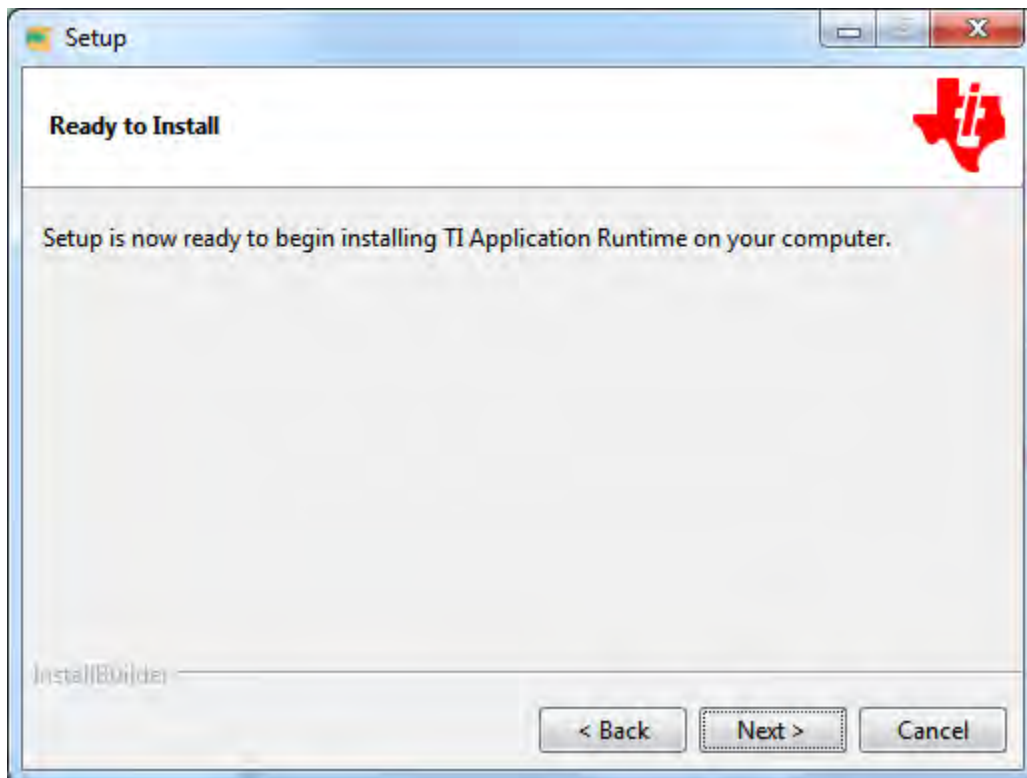 Setup
Ready to Install
Setup is now ready to begin installing TI Application Runtime on your computer.
InstallBuilder
< Back Next > Cancel